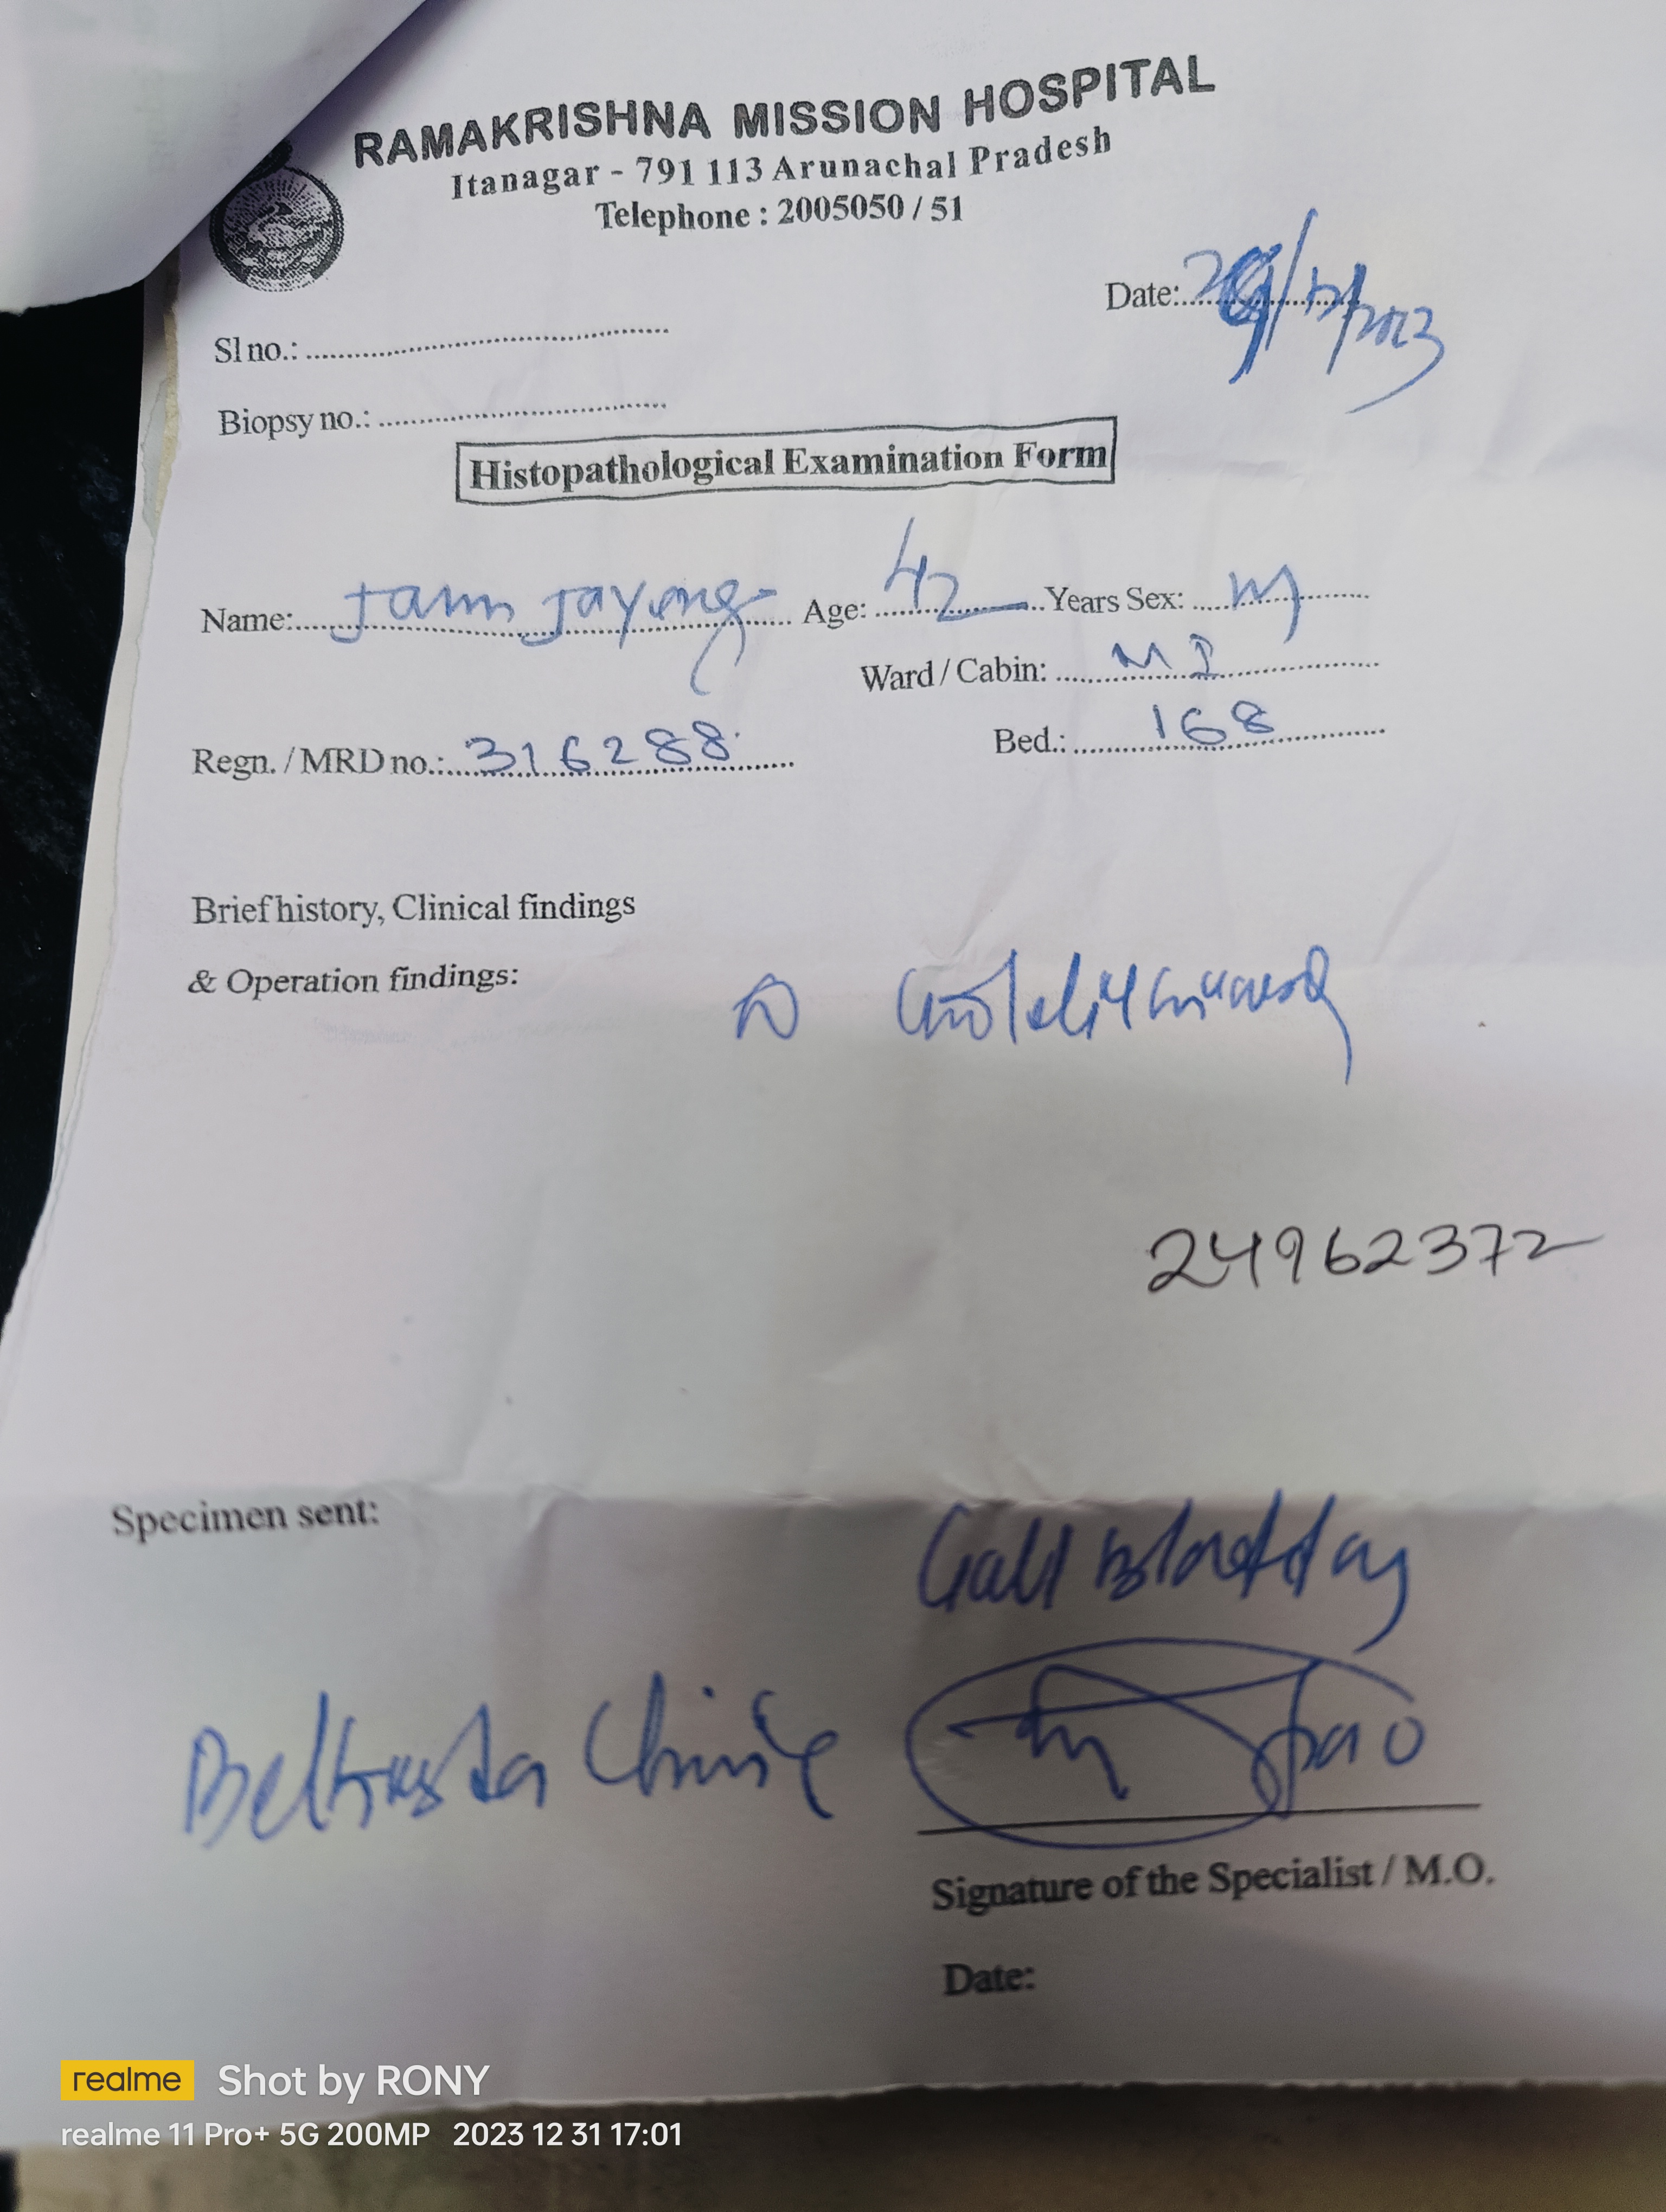 RAMAKRISHNA MISSION HOSPITAL
Itanagar - 791 113 Arunachal Pradesh
Telephone : 2005050 / 51
Date:
Sl no.:
Biopsy no.:
Histopathological Examination Form
Name: Age: 42 Years Sex: M
Ward / Cabin: M I
Regn. / MRD no.: 316288 Bed.: 168
Brief history, Clinical findings
& Operation findings:
24962372
Specimen sent: Gall bladder
Signature of the Specialist / M.O.
Date:
realme Shot by RONY
realme 11 Pro+ 5G 200MP 2023 12 31 17:01